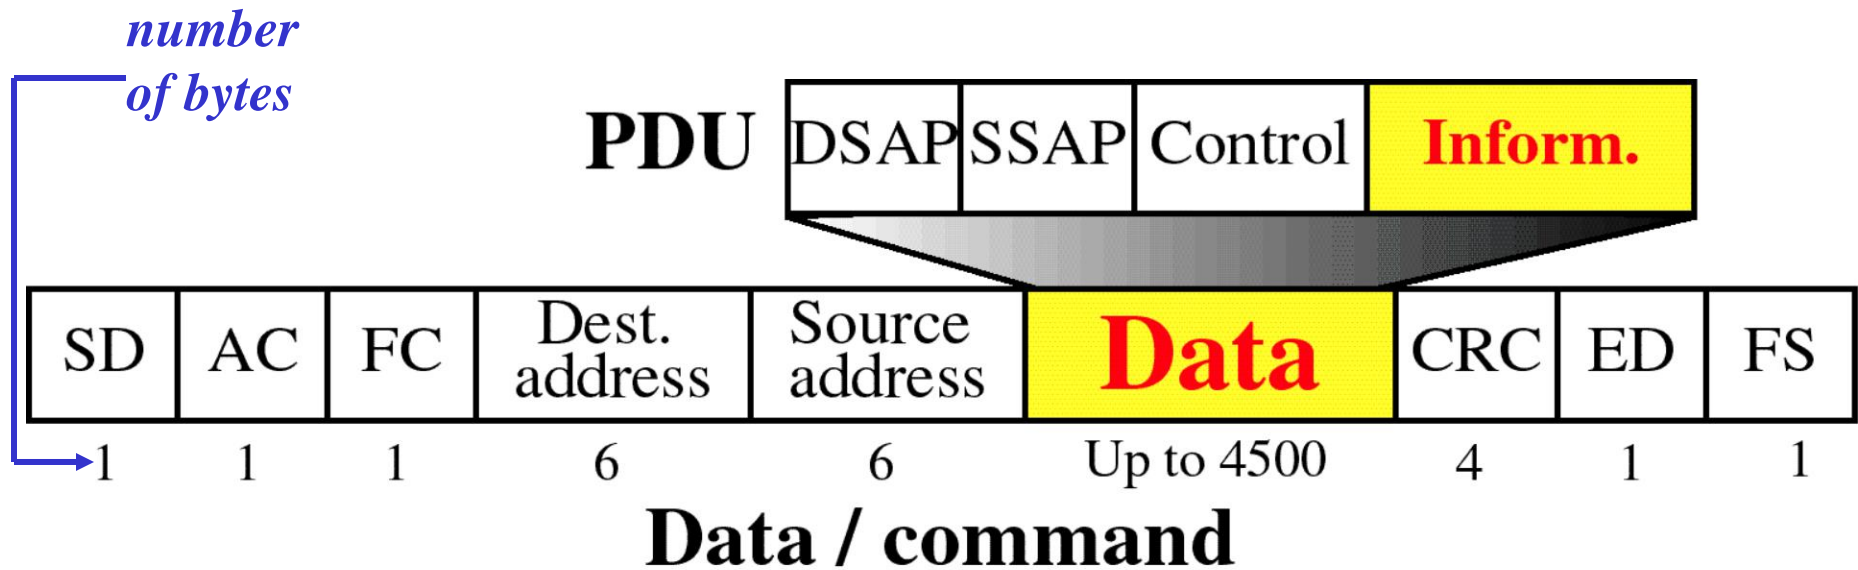 number
of bytes
PDU DSAP SSAP Control Inform.
SD AC FC Dest. address Source address Data CRC ED FS
1 1 1 6 6 Up to 4500 4 1 1
Data / command